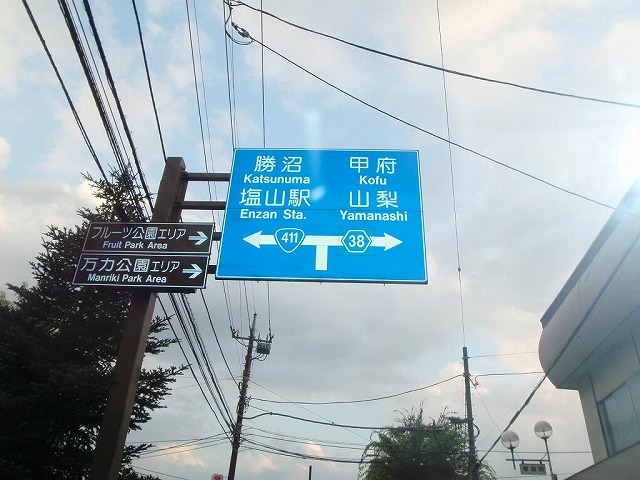 勝沼 甲府
Katsunuma Kofu
塩山駅 山梨
Enzan Sta. Yamanashi
411 38
フルーツ公園エリア
Fruit Park Area
万力公園エリア
Manriki Park Area